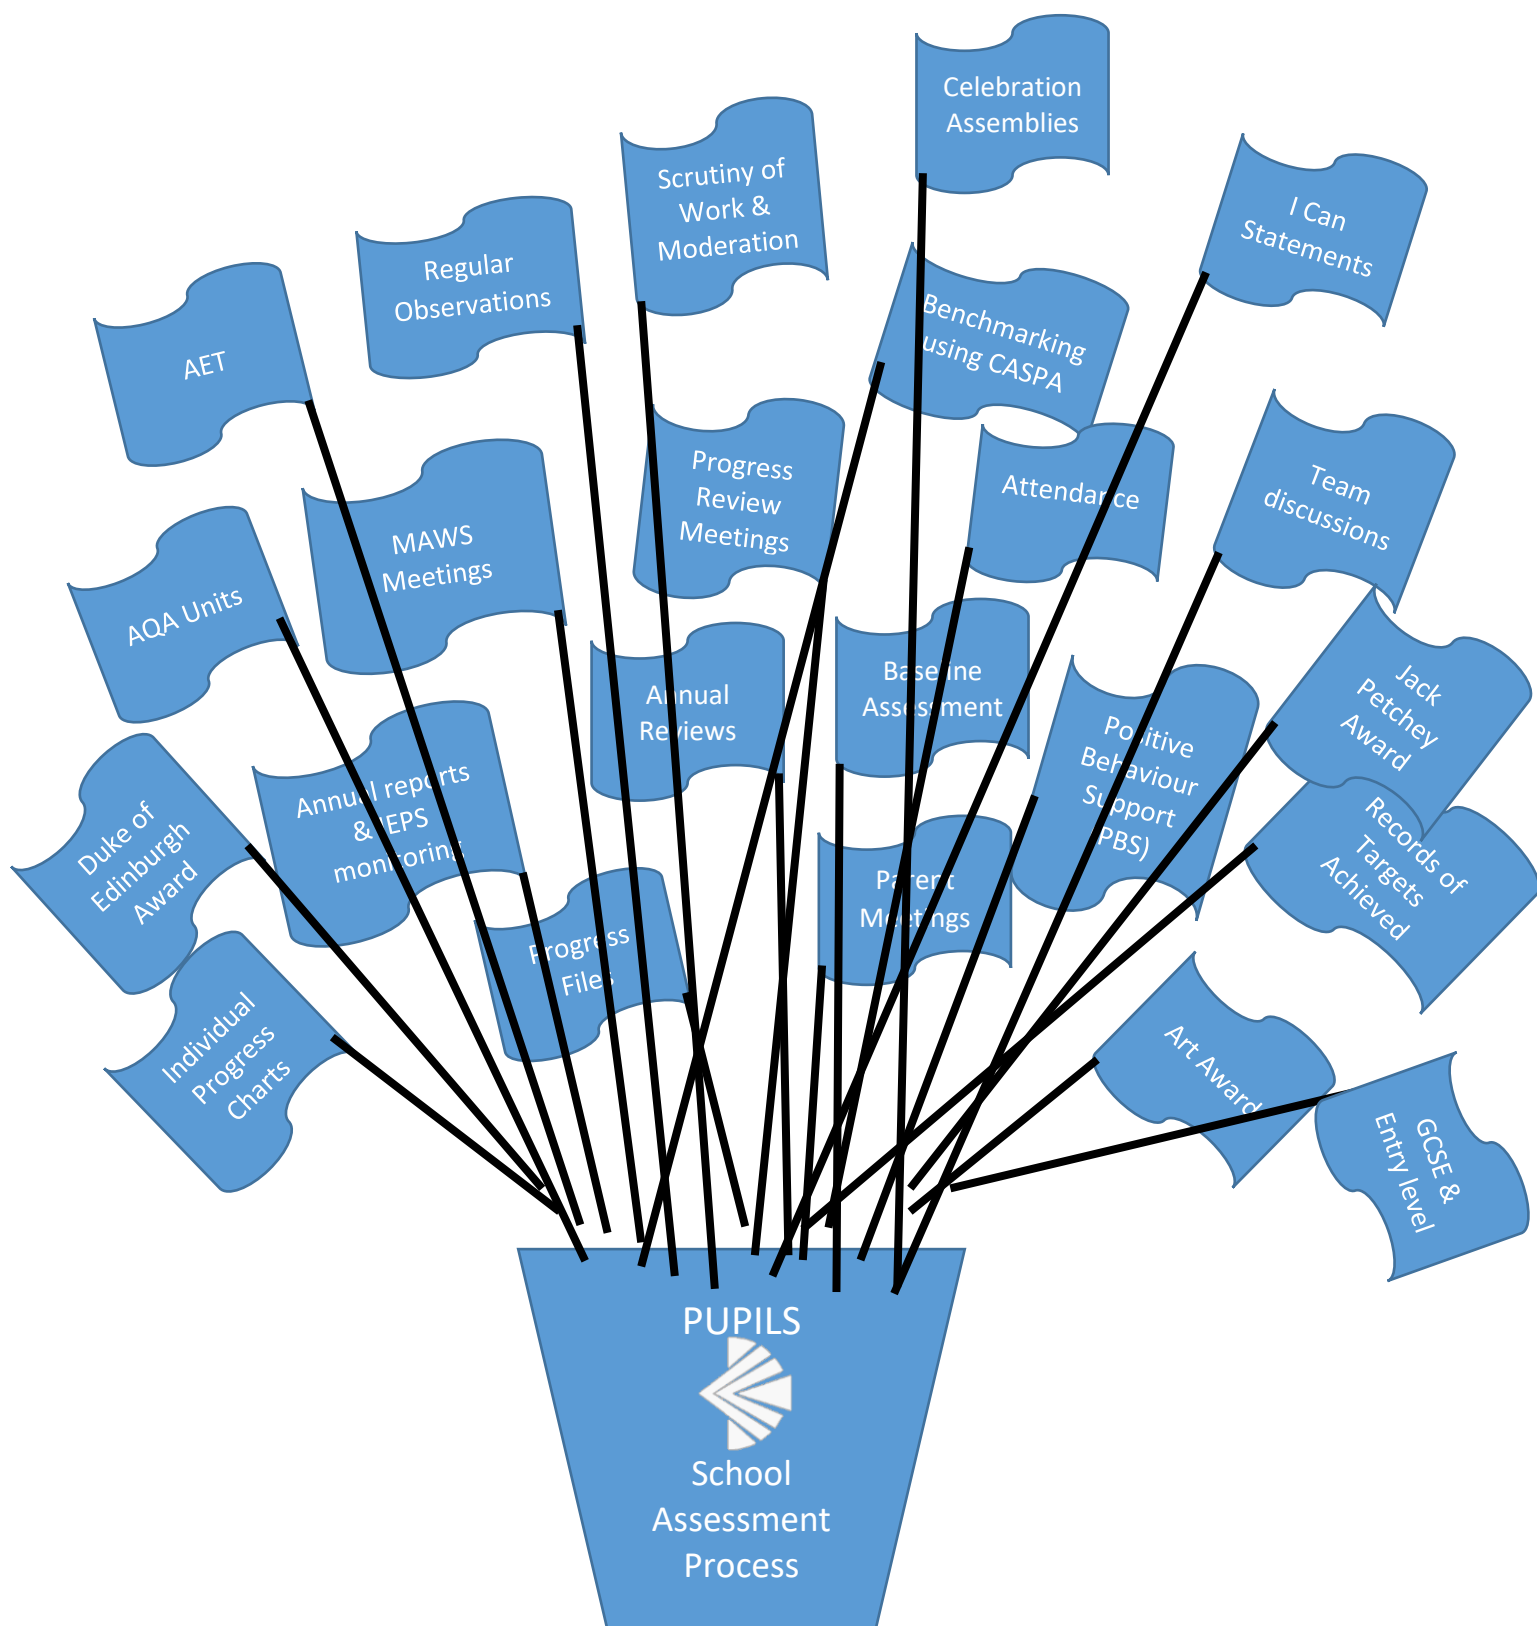 Celebration
Assemblies
Scrutiny of
Work &
Moderation
I Can
Statements
Regular
Observations
Benchmarking
using CASPA
AET
Progress
Review
Meetings
Attendance
Team
discussions
MAWS
Meetings
AQA Units
Annual
Reviews
Baseline
Assessment
Positive
Behaviour
Support
(PBS)
Jack
Petchey
Award
Annual reports
& IEPS
monitoring
Duke of
Edinburgh
Award
Records of
Targets
Achieved
Parent
Meetings
Progress
Files
Individual
Progress
Charts
Art Award
GCSE &
Entry level
PUPILS
School
Assessment
Process